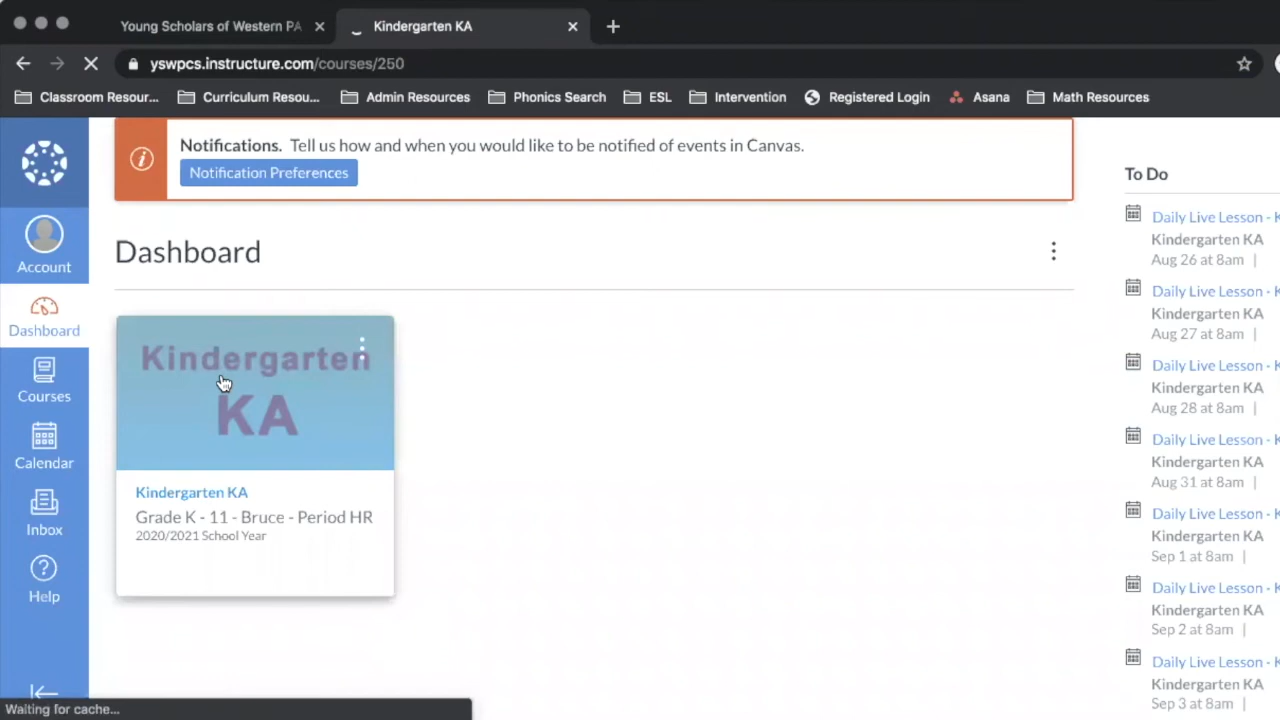 Young Scholars of Western PA
Kindergarten KA
yswpcs.instructure.com/courses/250
Classroom Resour...
Curriculum Resou...
Admin Resources
Phonics Search
ESL
Intervention
Registered Login
Asana
Math Resources
Notifications. Tell us how and when you would like to be notified of events in Canvas.
Notification Preferences
Account
Dashboard
Courses
Calendar
Inbox
Help
Dashboard
Kindergarten
KA
Kindergarten KA
Grade K - 11 - Bruce - Period HR
2020/2021 School Year
To Do
Daily Live Lesson - K
Kindergarten KA
Aug 26 at 8am |
Daily Live Lesson - K
Kindergarten KA
Aug 27 at 8am |
Daily Live Lesson - K
Kindergarten KA
Aug 28 at 8am |
Daily Live Lesson - K
Kindergarten KA
Aug 31 at 8am |
Daily Live Lesson - K
Kindergarten KA
Sep 1 at 8am |
Daily Live Lesson - K
Kindergarten KA
Sep 2 at 8am |
Daily Live Lesson - K
Kindergarten KA
Sep 3 at 8am |
Waiting for cache...